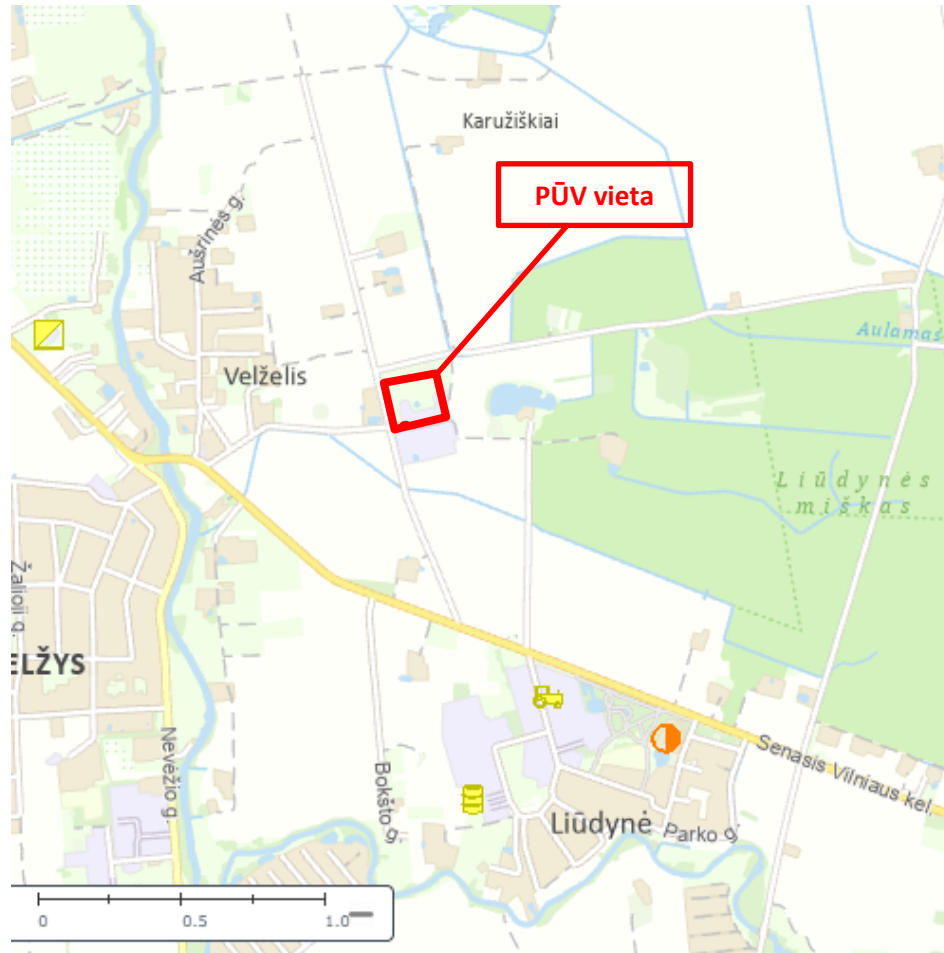 Karužiškiai
PŪV vieta
Aušrinės g.
Aulamaš
Velželis
Liūdynės
miškas
Žalioji g.
ELŽYS
Nevėžio g.
Bokšto g.
Senasis Vilniaus kel.
Liūdynė
Parko g.
0
0.5
1.0